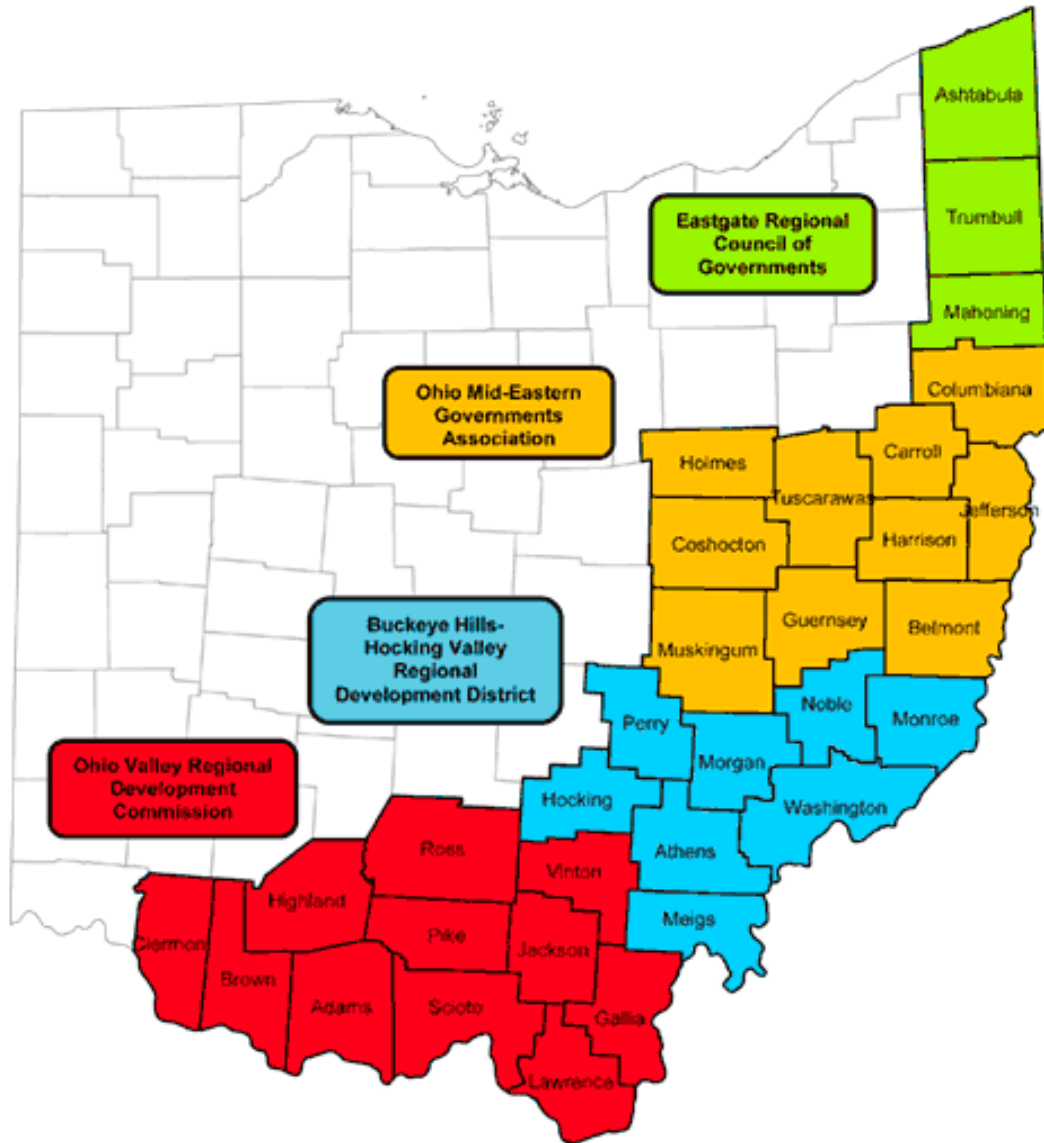 Ashtabula
Trumbull
Eastgate Regional
Council of
Governments
Mahoning
Columbiana
Ohio Mid-Eastern
Governments
Association
Holmes
Carroll
Tuscarawas
Jefferson
Coshocton
Harrison
Guernsey
Belmont
Muskingum
Buckeye Hills-
Hocking Valley
Regional
Development District
Perry
Noble
Monroe
Morgan
Hocking
Washington
Athens
Meigs
Ohio Valley Regional
Development
Commission
Ross
Vinton
Highland
Pike
Jackson
Clermon
Brown
Adams
Scioto
Gallia
Lawrence